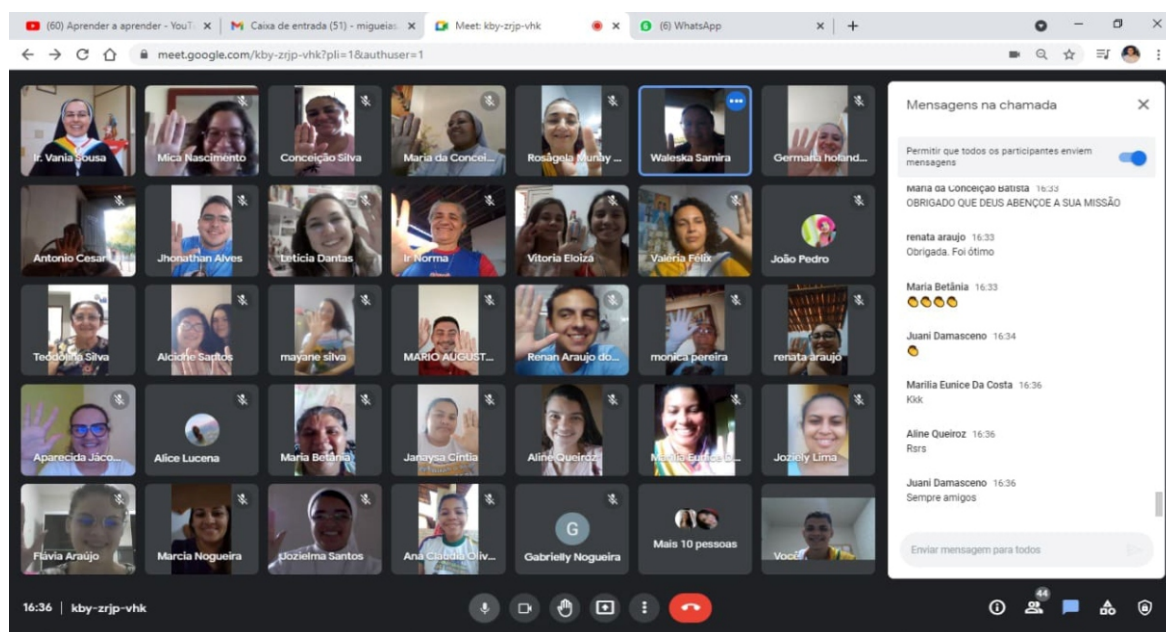 (60) Aprender a aprender - YouT
Caixa de entrada (51) - migueias
Meet: kby-zrjp-vhk
(6) WhatsApp
meet.google.com/kby-zrjp-vhk?pli=1&authuser=1
Ir. Vania Sousa
Mica Nascimento
Conceição Silva
Maria da Concei...
Rosâgela Munay ...
Waleska Samira
Germana holand...
Antonio Cesar
Jhonathan Alves
Leticia Dantas
Ir Norma
Vitoria Eloiza
Valéria Félix
João Pedro
Teodolina Silva
Alcidne Santos
mayane silva
MARIO AUGUST...
Renan Araujo do...
monica pereira
renata araujo
Aparecida Jáco...
Alice Lucena
Maria Betânia
Janaysa Cintia
Aline Queiroz
Marilia Eunice D...
Joziely Lima
Flávia Araújo
Marcia Nogueira
Jozielma Santos
Ana Claudia Oliv...
G
Gabrielly Nogueira
Mais 10 pessoas
Você
Mensagens na chamada
Permitir que todos os participantes enviem
mensagens
Maria da Conceição Batista 16:33
OBRIGADO QUE DEUS ABENÇOE A SUA MISSÃO
renata araujo 16:33
Obrigada. Foi ótimo
Maria Betânia 16:33
👏👏👏👏
Juani Damasceno 16:34
👏
Marilia Eunice Da Costa 16:36
Kkk
Aline Queiroz 16:36
Rsrs
Juani Damasceno 16:36
Sempre amigos
Enviar mensagem para todos
16:36 | kby-zrjp-vhk
44